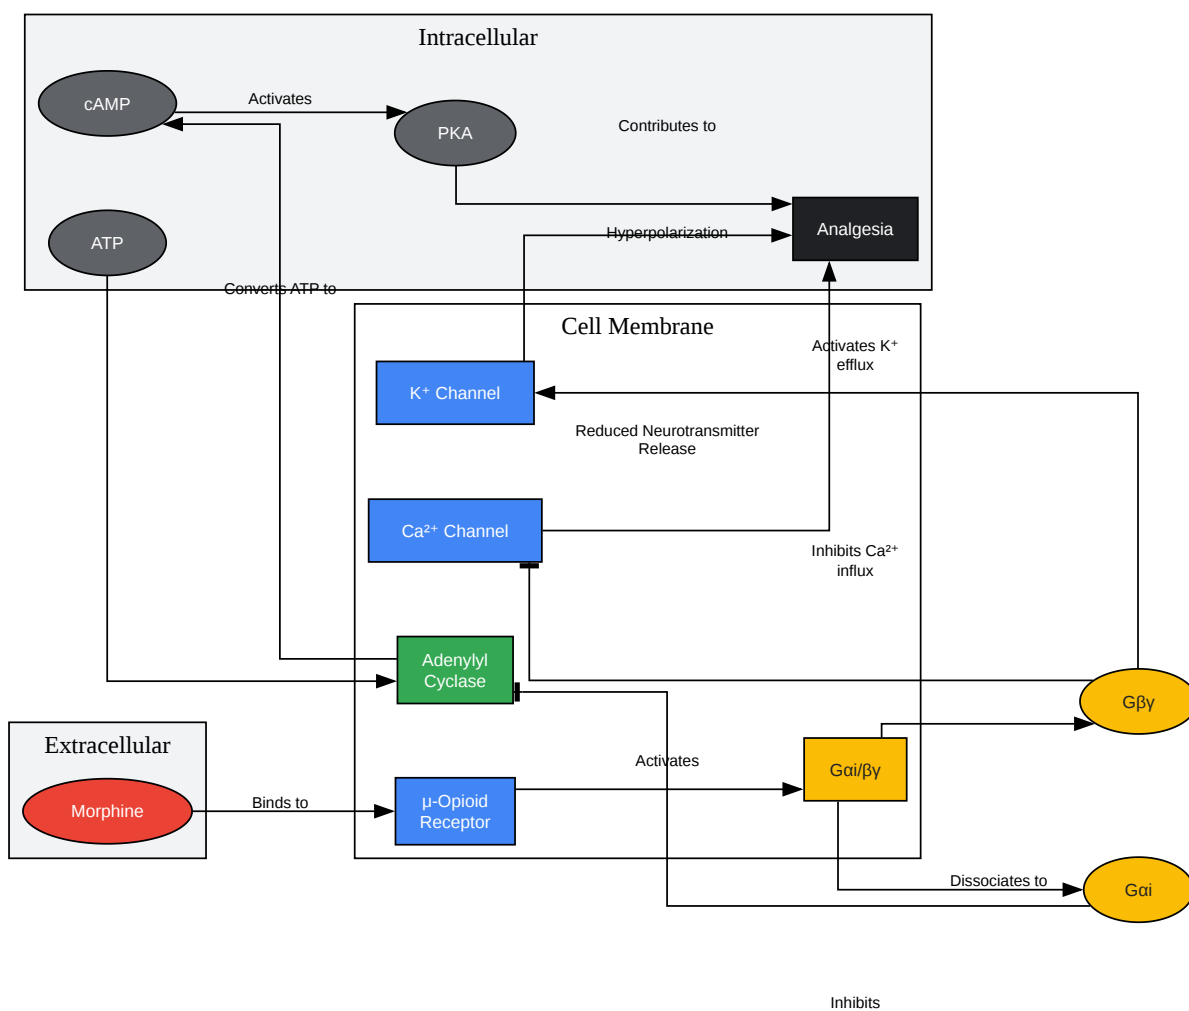 Intracellular
cAMP
Activates
PKA
Contributes to
ATP
Analgesia
Hyperpolarization
Converts ATP to
Cell Membrane
Activates K⁺
efflux
K⁺ Channel
Reduced Neurotransmitter
Release
Ca²⁺ Channel
Inhibits Ca²⁺
influx
Adenylyl
Cyclase
Gβγ
Extracellular
Activates
Gαi/βγ
Morphine
Binds to
μ-Opioid
Receptor
Dissociates to
Gαi
Inhibits